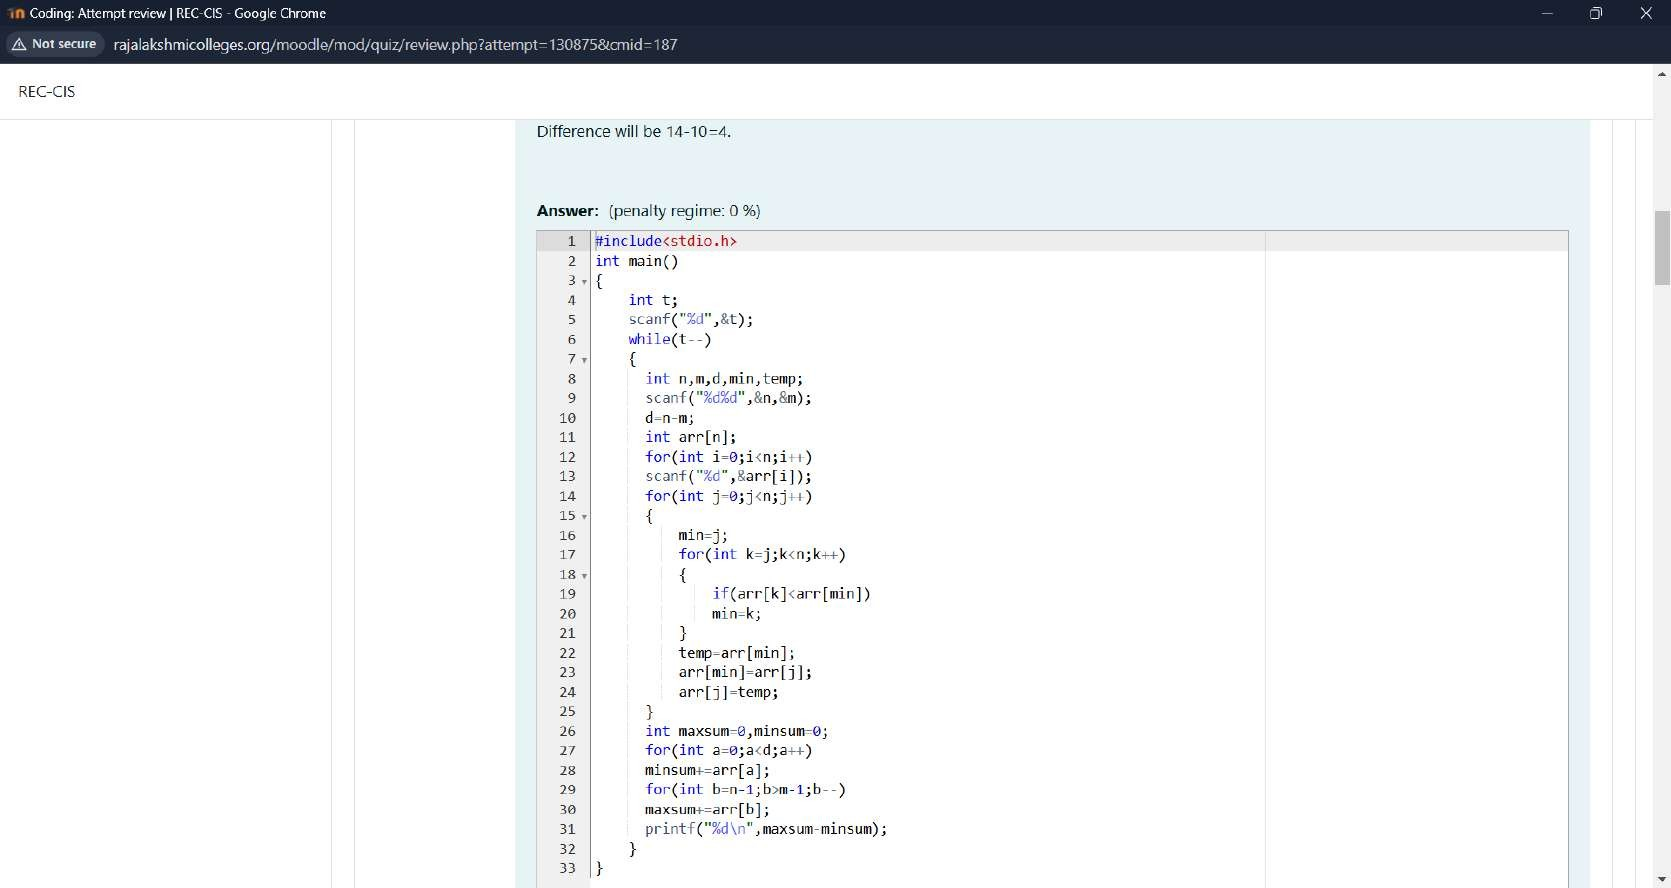 Coding: Attempt review | REC-CIS - Google Chrome
Not secure rajalakshmicolleges.org/moodle/mod/quiz/review.php?attempt=130875&cmid=187
REC-CIS
Difference will be 14-10=4.
Answer: (penalty regime: 0 %)
1 #include<stdio.h>
2 int main()
3 {
4 int t;
5 scanf("%d",&t);
6 while(t--)
7 {
8 int n,m,d,min,temp;
9 scanf("%d%d",&n,&m);
10 d=n-m;
11 int arr[n];
12 for(int i=0;i<n;i++)
13 scanf("%d",&arr[i]);
14 for(int j=0;j<n;j++)
15 {
16 min=j;
17 for(int k=j;k<n;k++)
18 {
19 if(arr[k]<arr[min])
20 min=k;
21 }
22 temp=arr[min];
23 arr[min]=arr[j];
24 arr[j]=temp;
25 }
26 int maxsum=0,minsum=0;
27 for(int a=0;a<d;a++)
28 minsum+=arr[a];
29 for(int b=n-1;b>m-1;b--)
30 maxsum+=arr[b];
31 printf("%d\n",maxsum-minsum);
32 }
33 }